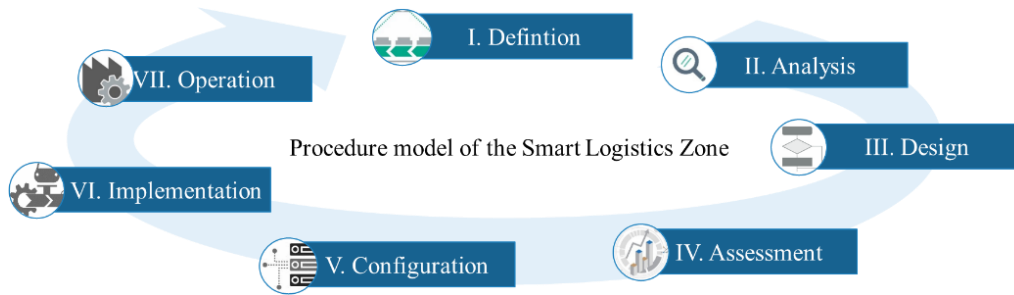 I. Defintion
II. Analysis
VII. Operation
Procedure model of the Smart Logistics Zone
III. Design
VI. Implementation
IV. Assessment
V. Configuration